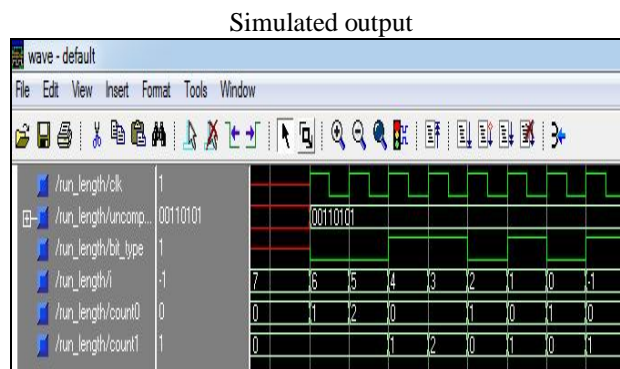 Simulated output
wave - default
File Edit View Insert Format Tools Window
/run_length/clk 1
/run_length/uncomp... 00110101 00110101
/run_length/bit_type 1
/run_length/i -1 7 6 5 4 3 2 1 0 -1
/run_length/count0 0 0 1 2 0 1 0 1 0
/run_length/count1 1 0 1 2 0 1 0 1